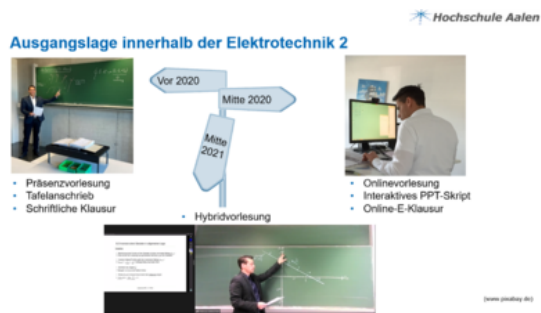 Hochschule Aalen
Ausgangslage innerhalb der Elektrotechnik 2
Vor 2020
Mitte 2020
Mitte
2021
• Präsenzvorlesung
• Tafelanschrieb
• Schriftliche Klausur
• Onlinevorlesung
• Interaktives PPT-Skript
• Online-E-Klausur
• Hybridvorlesung
(www.pixabay.de)